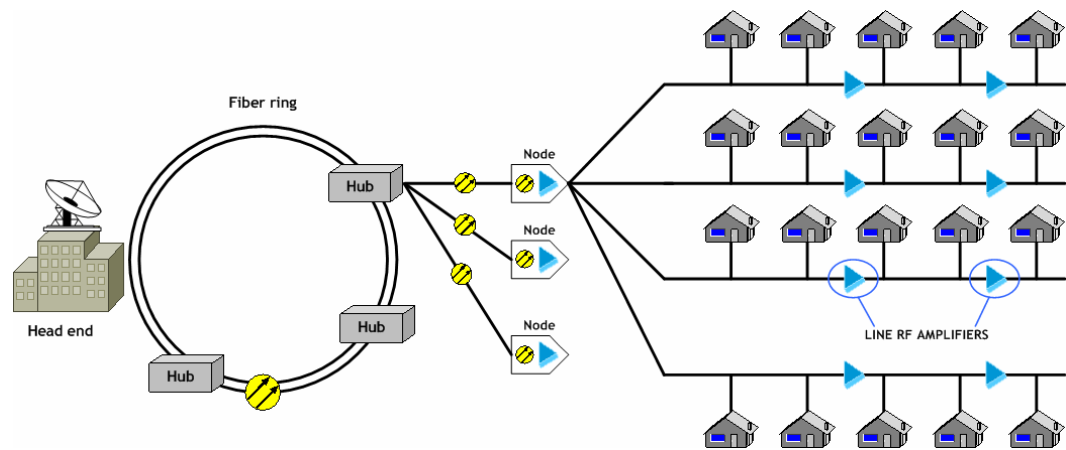 Fiber ring
Hub
Node
Node
Node
Head end
Hub
Hub
LINE RF AMPLIFIERS